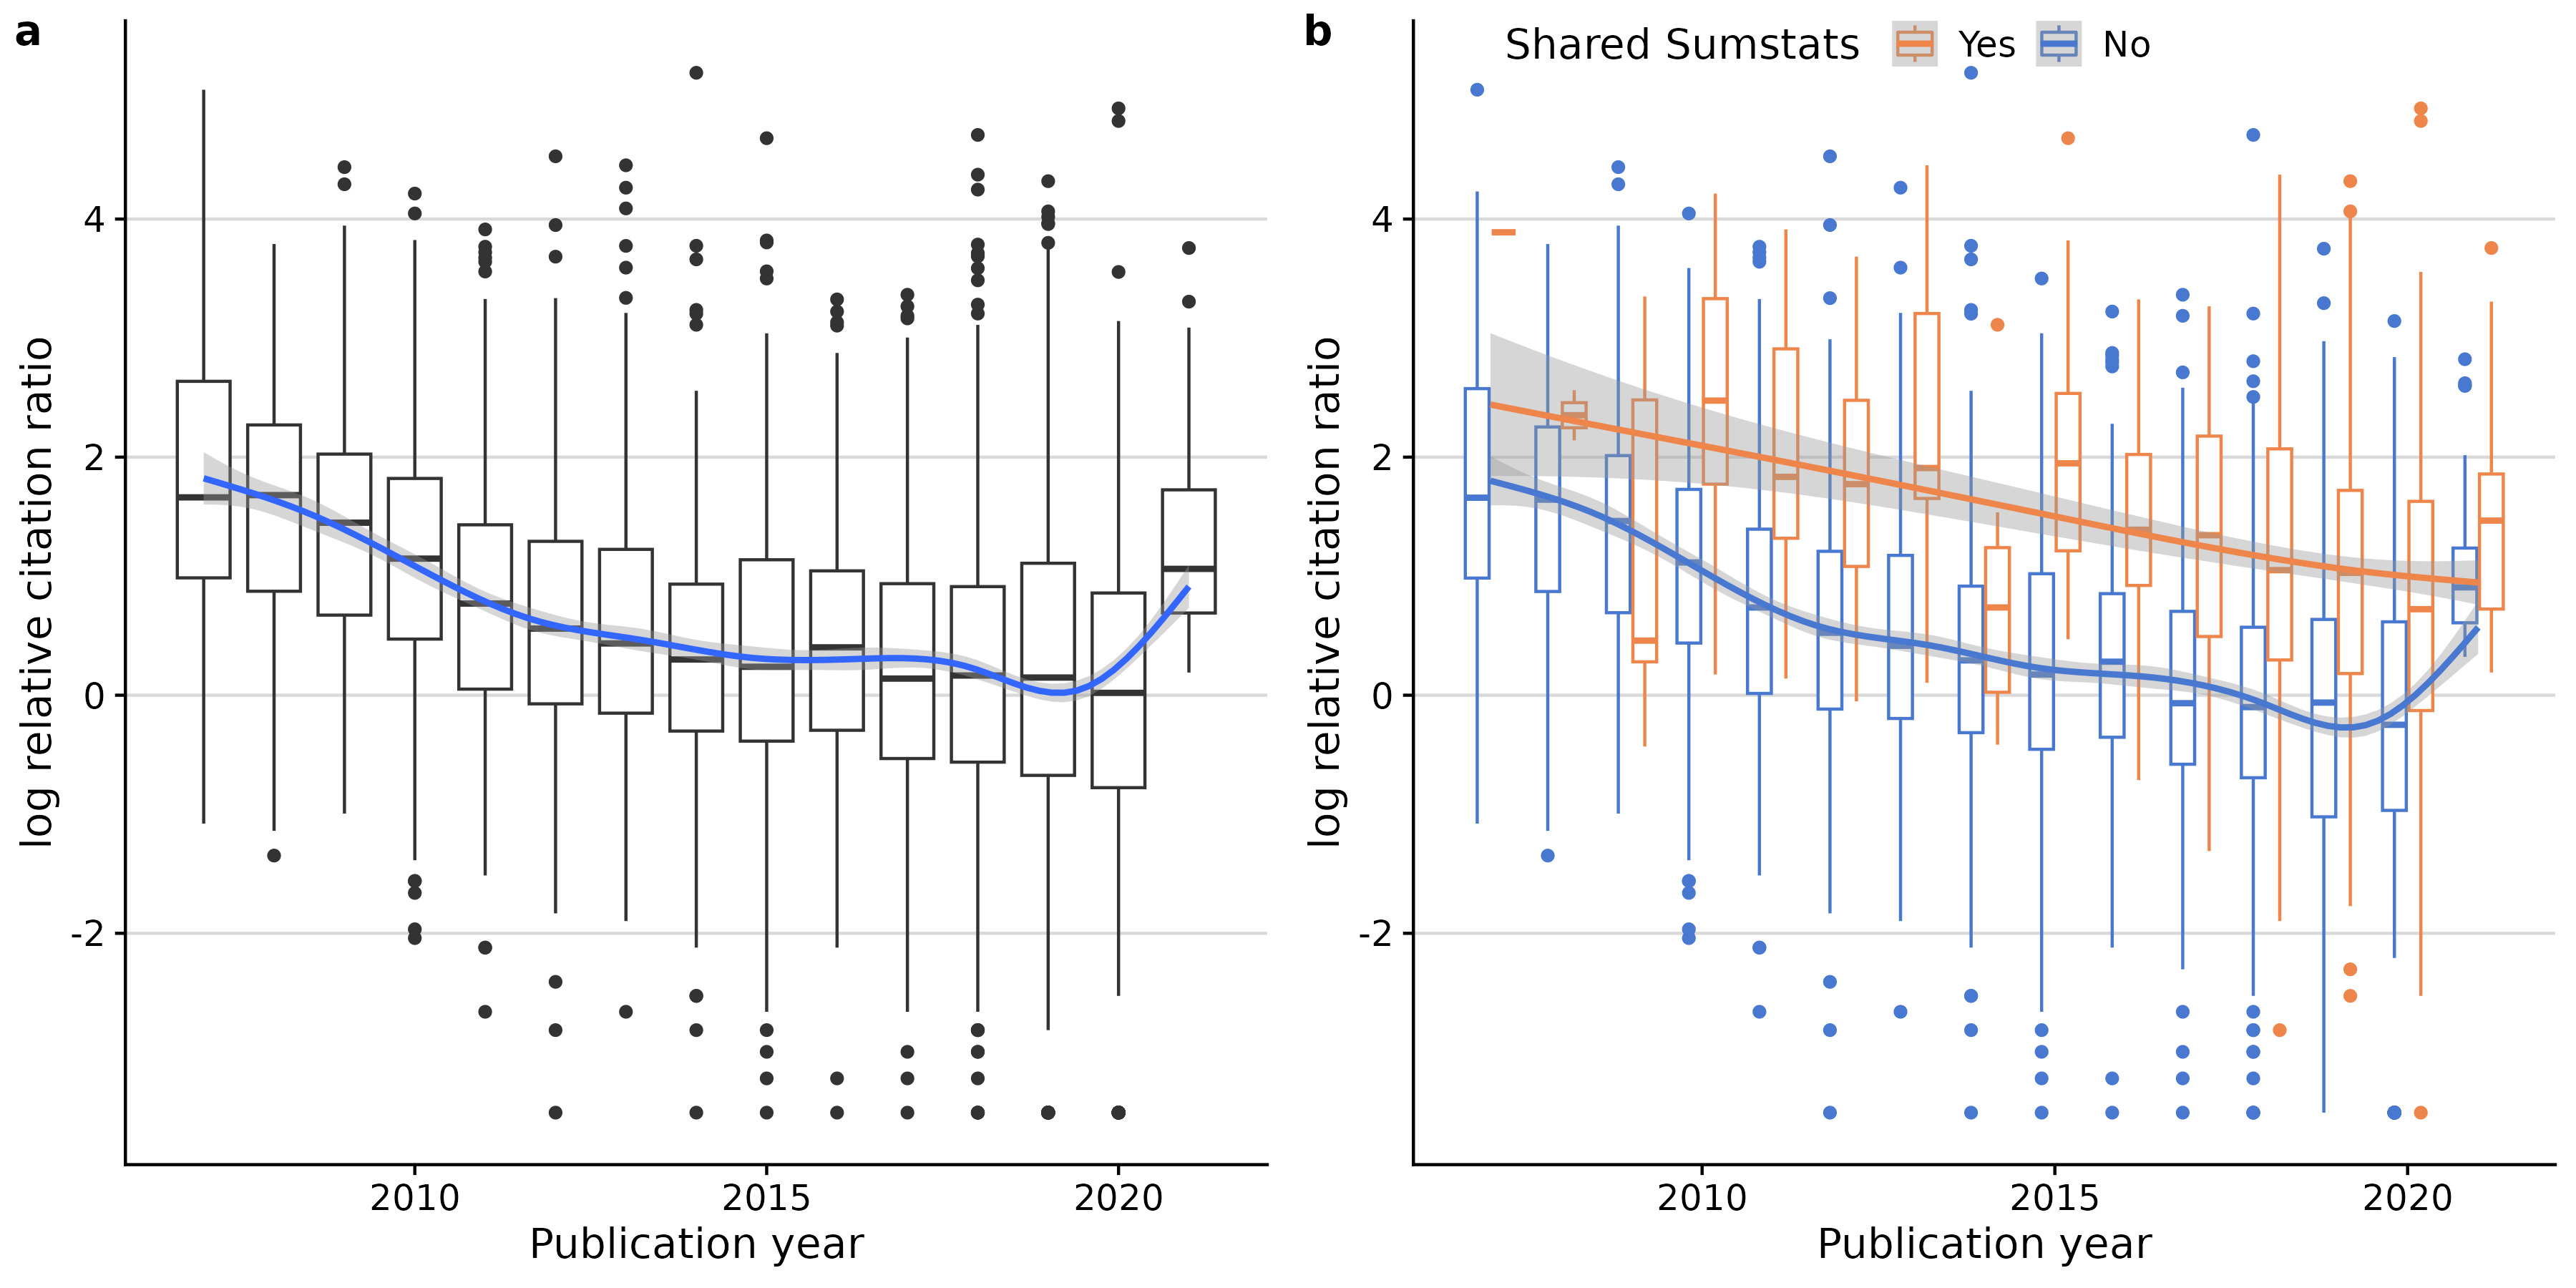 a
log relative citation ratio
4
2
0
-2
2010 2015 2020
Publication year
b
Shared Sumstats Yes No
log relative citation ratio
4
2
0
-2
2010 2015 2020
Publication year